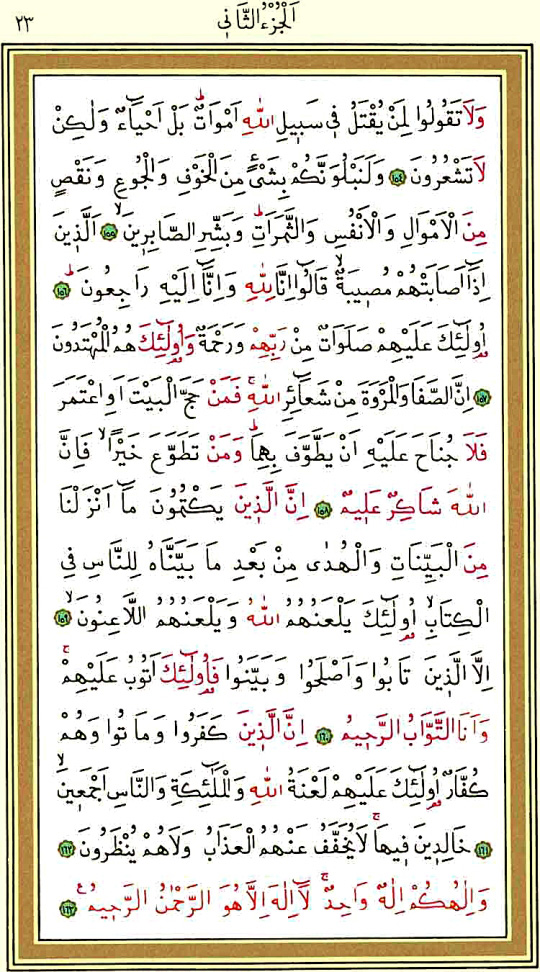 ٢٣
اَلْجُزْءُ الثَّانٖى
وَلَا تَقُولُوا لِمَنْ يُقْتَلُ فٖى سَبٖيلِ اللّٰهِ اَمْوَاتٌؕ بَلْ اَحْيَٓاءٌ وَلٰكِنْ
لَا تَشْعُرُونَ ﴿١٥٤﴾ وَلَنَبْلُوَنَّكُمْ بِشَیْءٍ مِنَ الْخَوْفِ وَالْجُوعِ وَنَقْصٍ
مِنَ الْاَمْوَالِ وَالْاَنْفُسِ وَالثَّمَرَاتِؕ وَبَشِّرِ الصَّابِرٖينَۙ ﴿١٥٥﴾ اَلَّذٖينَ
اِذَٓا اَصَابَتْهُمْ مُصٖيبَةٌۙ قَالُٓوا اِنَّا لِلّٰهِ وَاِنَّٓا اِلَيْهِ رَاجِعُونَؕ ﴿١٥٦﴾
اُو۬لٰٓئِكَ عَلَيْهِمْ صَلَوَاتٌ مِنْ رَبِّهِمْ وَرَحْمَةٌ وَاُو۬لٰٓئِكَ هُمُ الْمُهْتَدُونَ
﴿١٥٧﴾ اِنَّ الصَّفَا وَالْمَرْوَةَ مِنْ شَعَٓائِرِ اللّٰهِۚ فَمَنْ حَجَّ الْبَيْتَ اَوِ اعْتَمَرَ
فَلَا جُنَاحَ عَلَيْهِ اَنْ يَطَّوَّفَ بِهِمَاؕ وَمَنْ تَطَوَّعَ خَيْرًاۙ فَاِنَّ
اللّٰهَ شَاكِرٌ عَلٖيمٌ ﴿١٥٨﴾ اِنَّ الَّذٖينَ يَكْتُمُونَ مَٓا اَنْزَلْنَا
مِنَ الْبَيِّنَاتِ وَالْهُدٰى مِنْ بَعْدِ مَا بَيَّنَّاهُ لِلنَّاسِ فِى
الْكِتَابِۙ اُو۬لٰٓئِكَ يَلْعَنُهُمُ اللّٰهُ وَيَلْعَنُهُمُ اللَّاعِنُونَۙ ﴿١٥٩﴾
اِلَّا الَّذٖينَ تَابُوا وَاَصْلَحُوا وَبَيَّنُوا فَاُو۬لٰٓئِكَ اَتُوبُ عَلَيْهِمْۚ
وَاَنَا التَّوَّابُ الرَّحٖيمُ ﴿١٦٠﴾ اِنَّ الَّذٖينَ كَفَرُوا وَمَاتُوا وَهُمْ
كُفَّارٌ اُو۬لٰٓئِكَ عَلَيْهِمْ لَعْنَةُ اللّٰهِ وَالْمَلٰٓئِكَةِ وَالنَّاسِ اَجْمَعٖينَۙ
﴿١٦١﴾ خَالِدٖينَ فٖيهَاۚ لَا يُخَفَّفُ عَنْهُمُ الْعَذَابُ وَلَا هُمْ يُنْظَرُونَ ﴿١٦٢﴾
وَاِلٰهُكُمْ اِلٰهٌ وَاحِدٌۚ لَٓا اِلٰهَ اِلَّا هُوَ الرَّحْمٰنُ الرَّحٖيمُࣖ ﴿١٦٣﴾